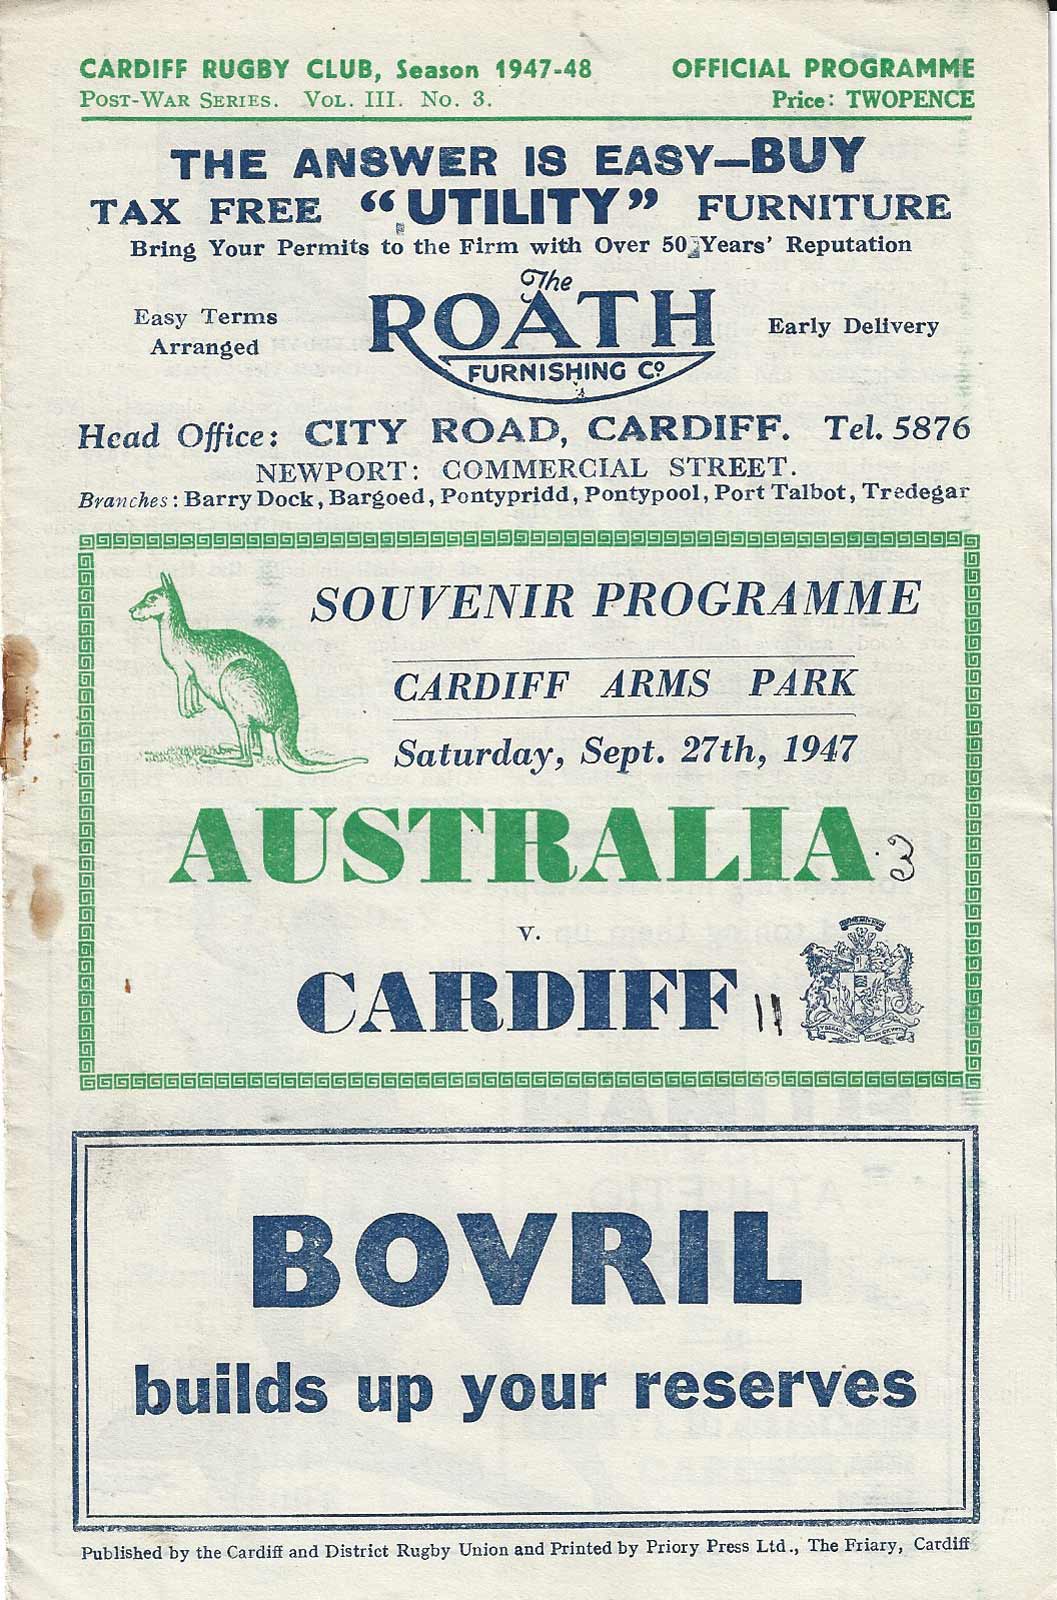 CARDIFF RUGBY CLUB, Season 1947-48 OFFICIAL PROGRAMME
POST-WAR SERIES. VOL. III. No. 3. Price: TWOPENCE
THE ANSWER IS EASY—BUY
TAX FREE "UTILITY" FURNITURE
Bring Your Permits to the Firm with Over 50 Years' Reputation
Easy Terms
Arranged
The
ROATH
FURNISHING Co.
Early Delivery
Head Office: CITY ROAD, CARDIFF. Tel. 5876
NEWPORT: COMMERCIAL STREET.
Branches: Barry Dock, Bargoed, Pontypridd, Pontypool, Port Talbot, Tredegar
SOUVENIR PROGRAMME
CARDIFF ARMS PARK
Saturday, Sept. 27th, 1947
AUSTRALIA 3
v.
CARDIFF 11
BOVRIL
builds up your reserves
Published by the Cardiff and District Rugby Union and Printed by Priory Press Ltd., The Friary, Cardiff